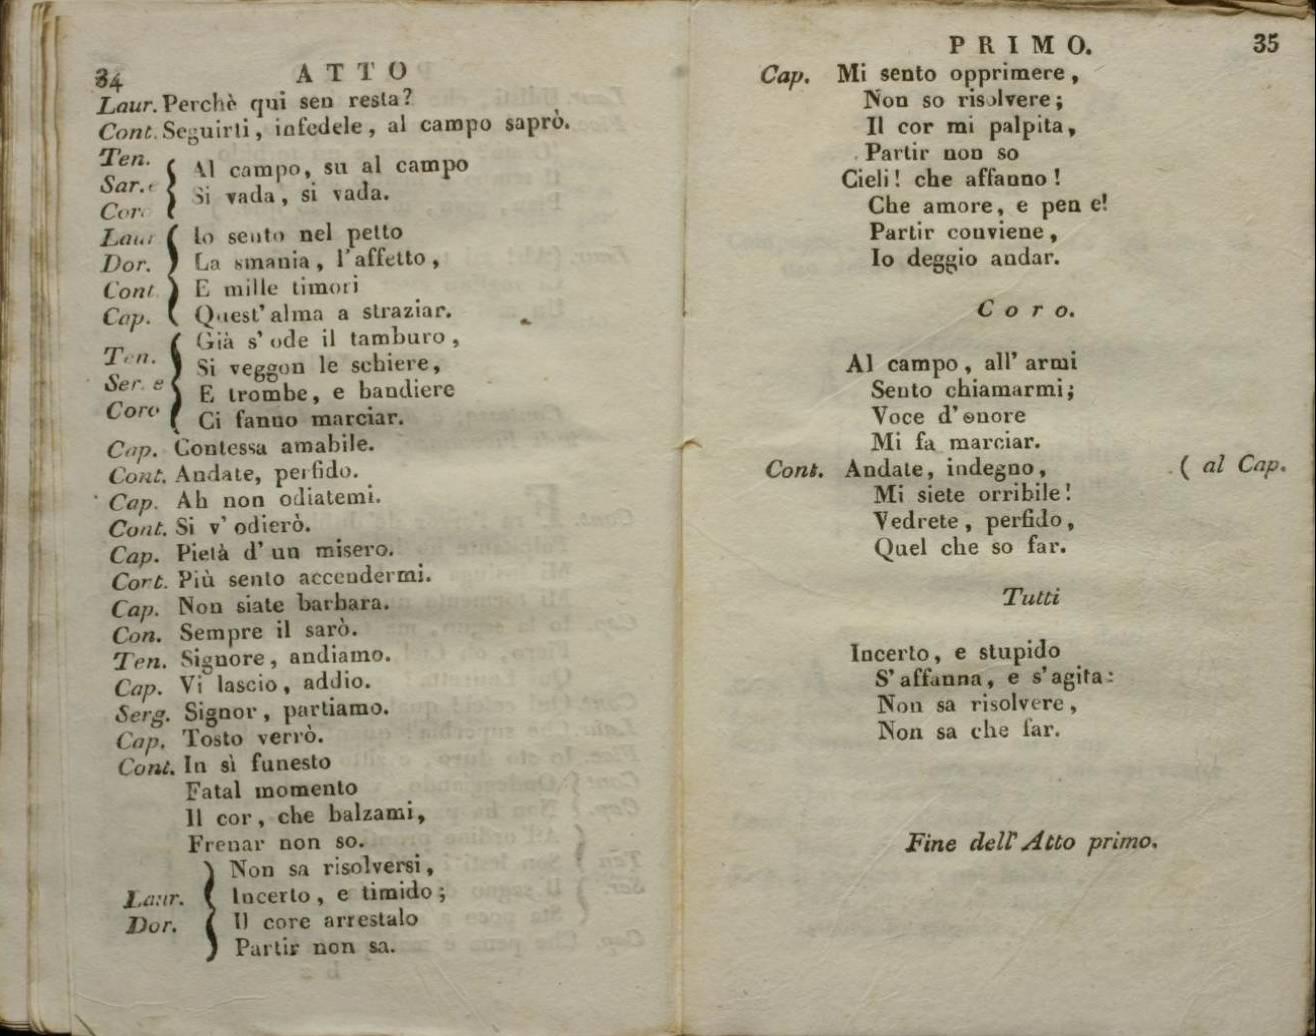 34
ATTO
Laur. Perchè qui sen resta?
Cont. Seguirti, infedele, al campo saprò.
Ten.
Sar. e
Coro
Al campo, su al campo
Si vada, si vada.
Laur
Dor.
Cont
Cap.
Io sento nel petto
La smania, l'affetto,
E mille timori
Quest' alma a straziar.
Ten.
Ser. e
Coro
Già s' ode il tamburo,
Si veggon le schiere,
E trombe, e bandiere
Ci fanno marciar.
Cap. Contessa amabile.
Cont. Andate, perfido.
Cap. Ah non odiatemi.
Cont. Si v' odierò.
Cap. Pietà d' un misero.
Cort. Più sento accendermi.
Cap. Non siate barbara.
Con. Sempre il sarò.
Ten. Signore, andiamo.
Cap. Vi lascio, addio.
Serg. Signor, partiamo.
Cap. Tosto verrò.
Cont. In sì funesto
Fatal momento
Il cor, che balzami,
Frenar non so.
Laur.
Dor.
Non sa risolversi,
Incerto, e timido;
Il core arrestalo
Partir non sa.
PRIMO.
35
Cap. Mi sento opprimere,
Non so risolvere;
Il cor mi palpita,
Partir non so
Cieli! che affanno!
Che amore, e pen e!
Partir conviene,
Io deggio andar.
Coro.
Al campo, all' armi
Sento chiamarmi;
Voce d' onore
Mi fa marciar.
Cont. Andate, indegno, ( al Cap.
Mi siete orribile!
Vedrete, perfido,
Quel che so far.
Tutti
Incerto, e stupido
S' affanna, e s' agita:
Non sa risolvere,
Non sa che far.
Fine dell' Atto primo.